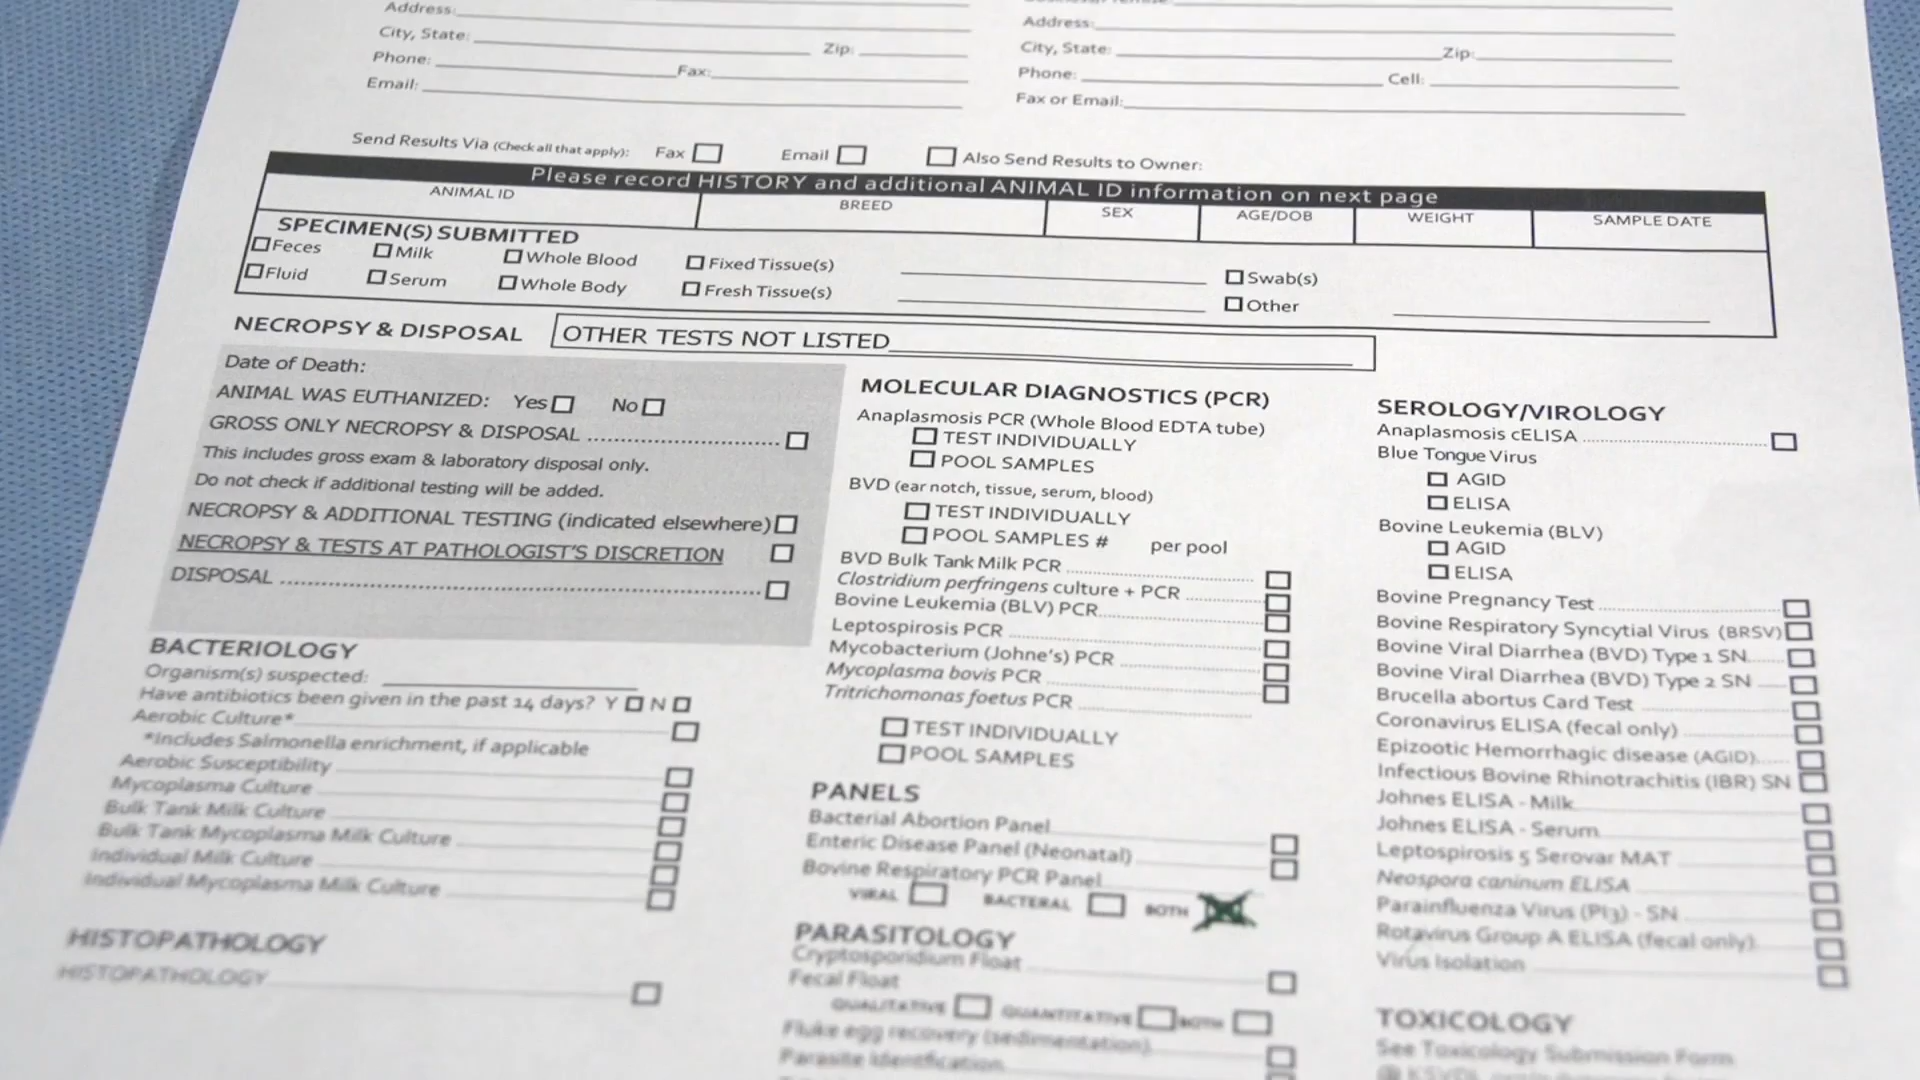 Address:
City, State: Zip:
Phone: Fax:
Email:
Address:
City, State: Zip:
Phone: Cell:
Fax or Email:
Send Results Via (Check all that apply): Fax Email Also Send Results to Owner:
Please record HISTORY and additional ANIMAL ID information on next page
ANIMAL ID BREED SEX AGE/DOB WEIGHT SAMPLE DATE
SPECIMEN(S) SUBMITTED
Feces Milk Whole Blood Fixed Tissue(s) Swab(s)
Fluid Serum Whole Body Fresh Tissue(s) Other
NECROPSY & DISPOSAL
OTHER TESTS NOT LISTED
Date of Death:
ANIMAL WAS EUTHANIZED: Yes No
GROSS ONLY NECROPSY & DISPOSAL
This includes gross exam & laboratory disposal only.
Do not check if additional testing will be added.
NECROPSY & ADDITIONAL TESTING (indicated elsewhere)
NECROPSY & TESTS AT PATHOLOGIST'S DISCRETION
DISPOSAL
BACTERIOLOGY
Organism(s) suspected:
Have antibiotics been given in the past 14 days? Y N
Aerobic Culture*
*Includes Salmonella enrichment, if applicable
Aerobic Susceptibility
Mycoplasma Culture
Bulk Tank Milk Culture
Bulk Tank Mycoplasma Milk Culture
Individual Milk Culture
Individual Mycoplasma Milk Culture
HISTOPATHOLOGY
HISTOPATHOLOGY
MOLECULAR DIAGNOSTICS (PCR)
Anaplasmosis PCR (Whole Blood EDTA tube)
TEST INDIVIDUALLY
POOL SAMPLES
BVD (ear notch, tissue, serum, blood)
TEST INDIVIDUALLY
POOL SAMPLES # per pool
BVD Bulk Tank Milk PCR
Clostridium perfringens culture + PCR
Bovine Leukemia (BLV) PCR
Leptospirosis PCR
Mycobacterium (Johne's) PCR
Mycoplasma bovis PCR
Tritrichomonas foetus PCR
TEST INDIVIDUALLY
POOL SAMPLES
PANELS
Bacterial Abortion Panel
Enteric Disease Panel (Neonatal)
Bovine Respiratory PCR Panel
VIRAL BACTERAL BOTH
PARASITOLOGY
Cryptosporidium Float
Fecal Float
QUALITATIVE QUANTITATIVE BOTH
Fluke egg recovery (sedimentation)
Parasite Identification
SEROLOGY/VIROLOGY
Anaplasmosis cELISA
Blue Tongue Virus
AGID
ELISA
Bovine Leukemia (BLV)
AGID
ELISA
Bovine Pregnancy Test
Bovine Respiratory Syncytial Virus (BRSV)
Bovine Viral Diarrhea (BVD) Type 1 SN
Bovine Viral Diarrhea (BVD) Type 2 SN
Brucella abortus Card Test
Coronavirus ELISA (fecal only)
Epizootic Hemorrhagic disease (AGID)
Infectious Bovine Rhinotrachitis (IBR) SN
Johnes ELISA - Milk
Johnes ELISA - Serum
Leptospirosis 5 Serovar MAT
Neospora caninum ELISA
Parainfluenza Virus (PI3) - SN
Rotavirus Group A ELISA (fecal only)
Virus Isolation
TOXICOLOGY
See Toxicology Submission Form